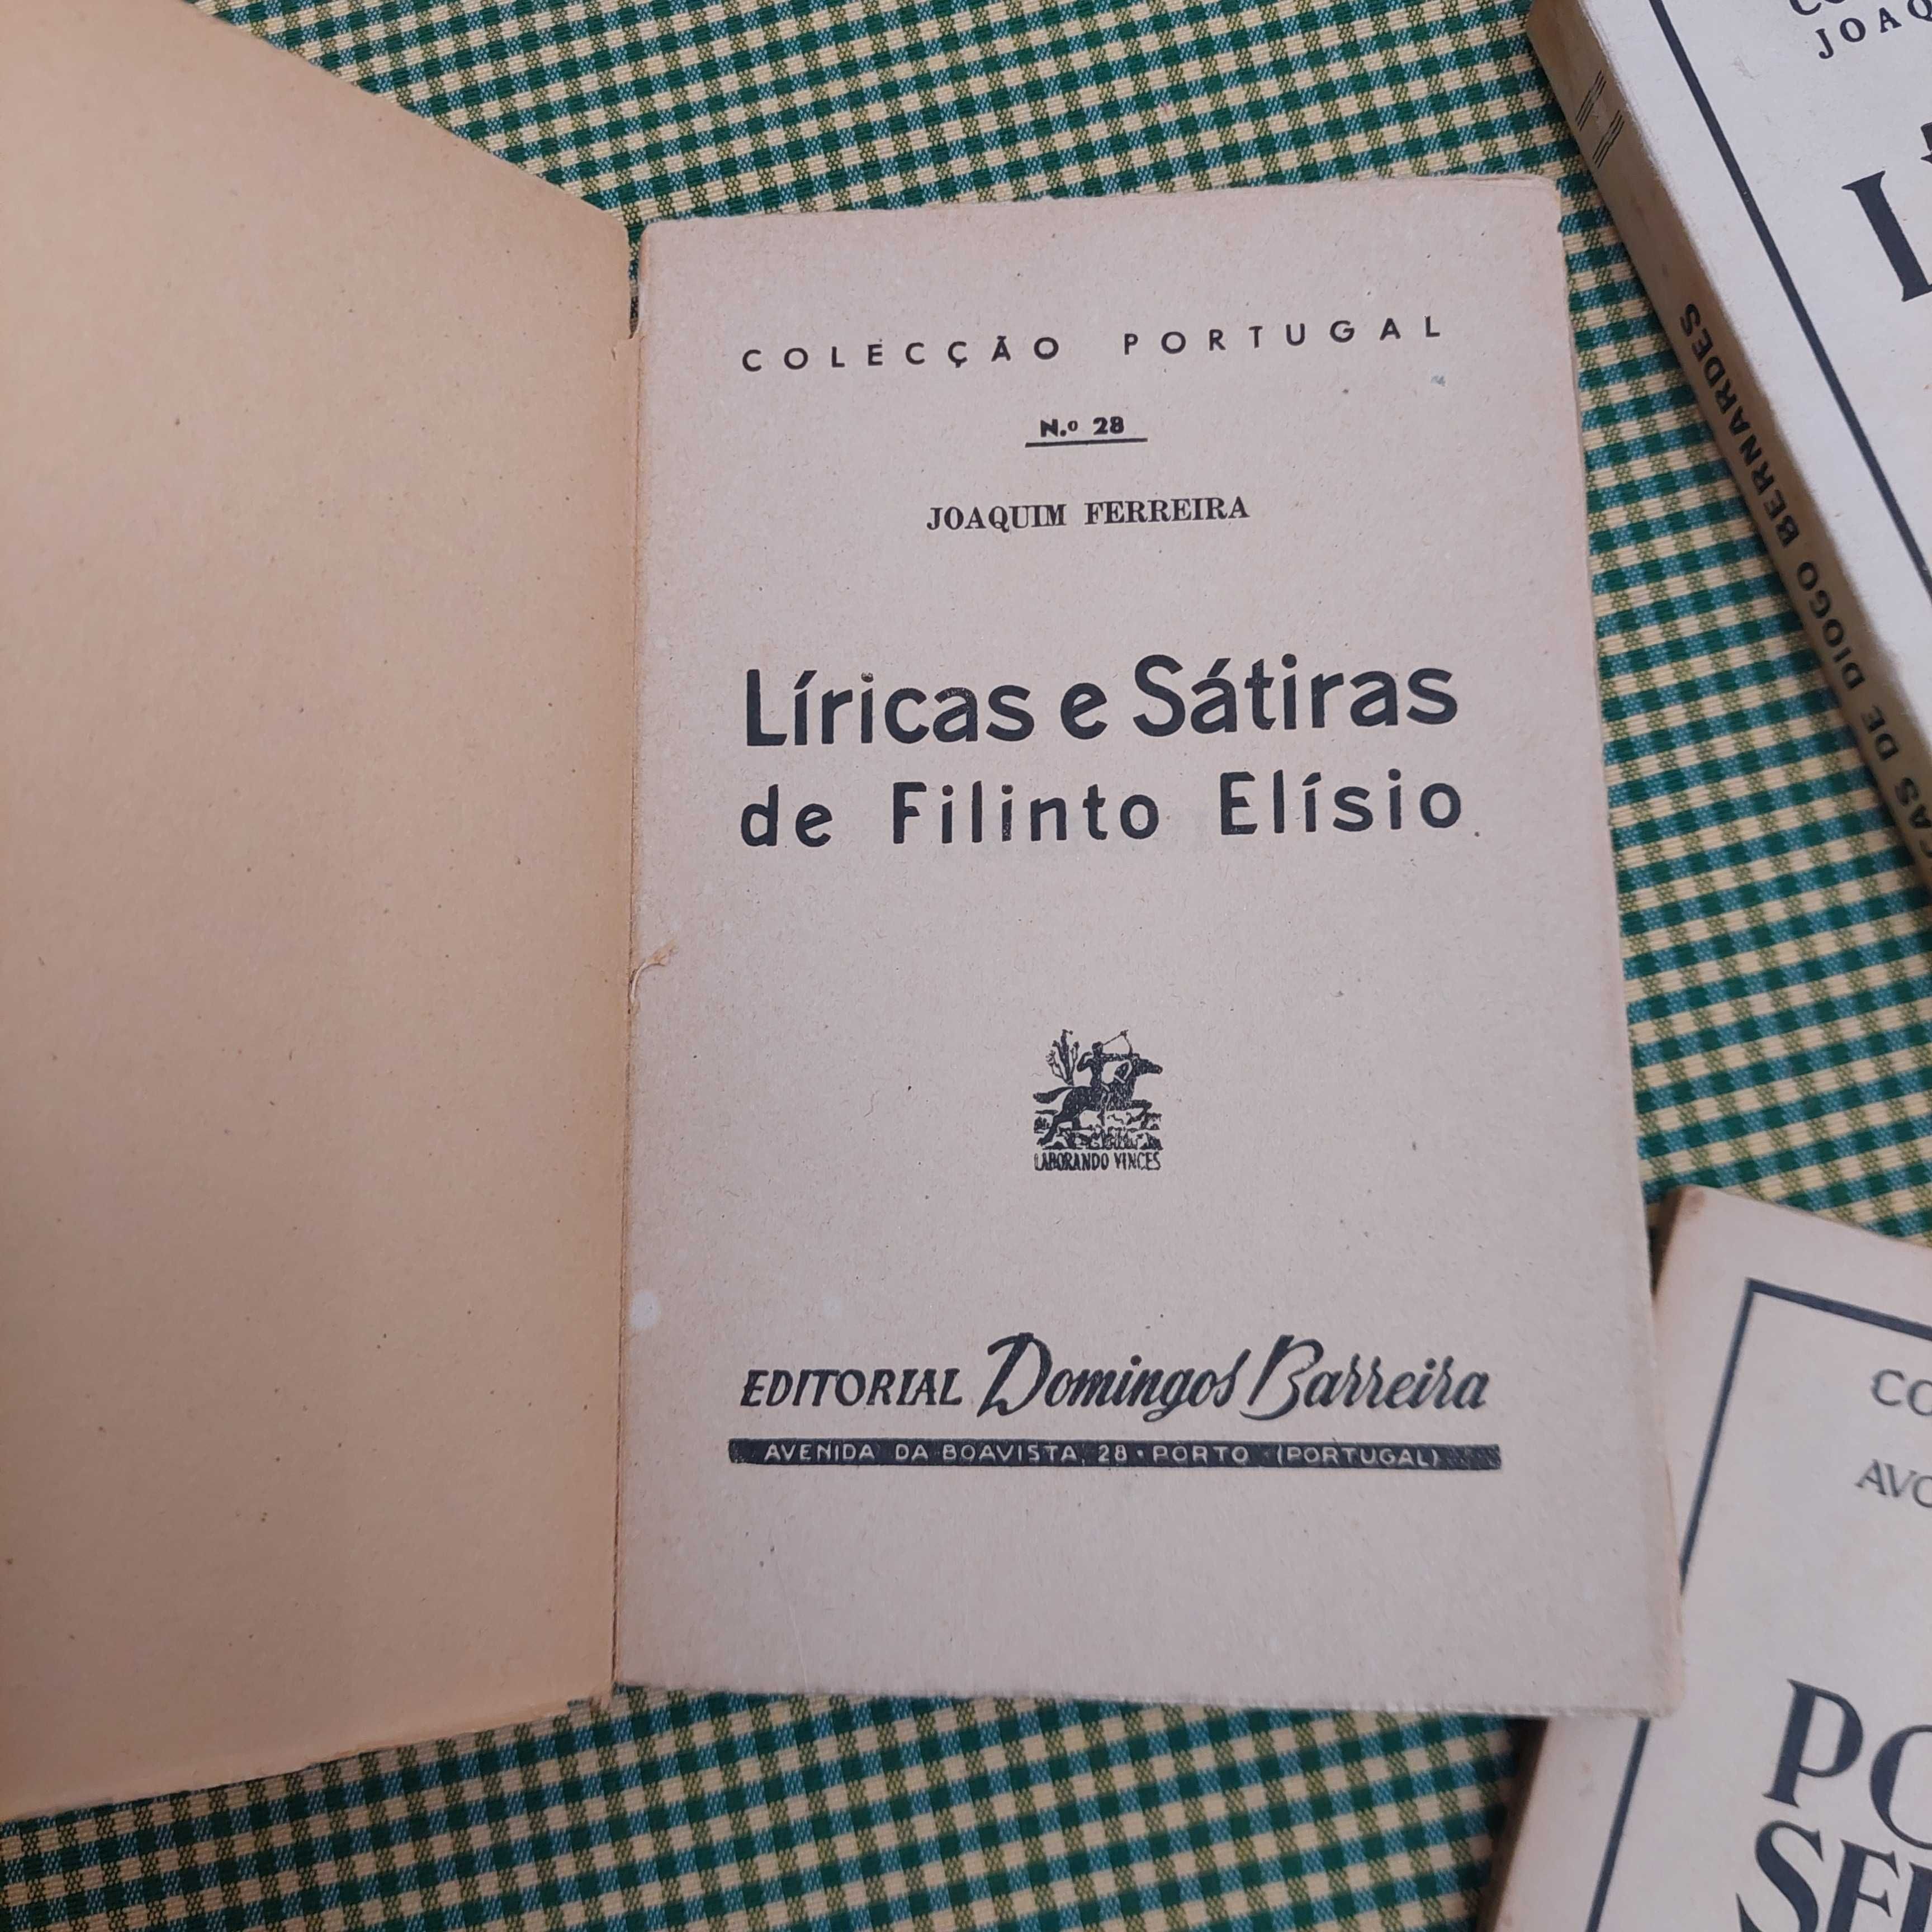 COLECÇÃO PORTUGAL
N.º 28
JOAQUIM FERREIRA
Líricas e Sátiras
de Filinto Elísio
LABORANDO VINCES
EDITORIAL Domingos Barreira
AVENIDA DA BOAVISTA, 28 • PORTO (PORTUGAL)
DE DIOGO BERNARDES